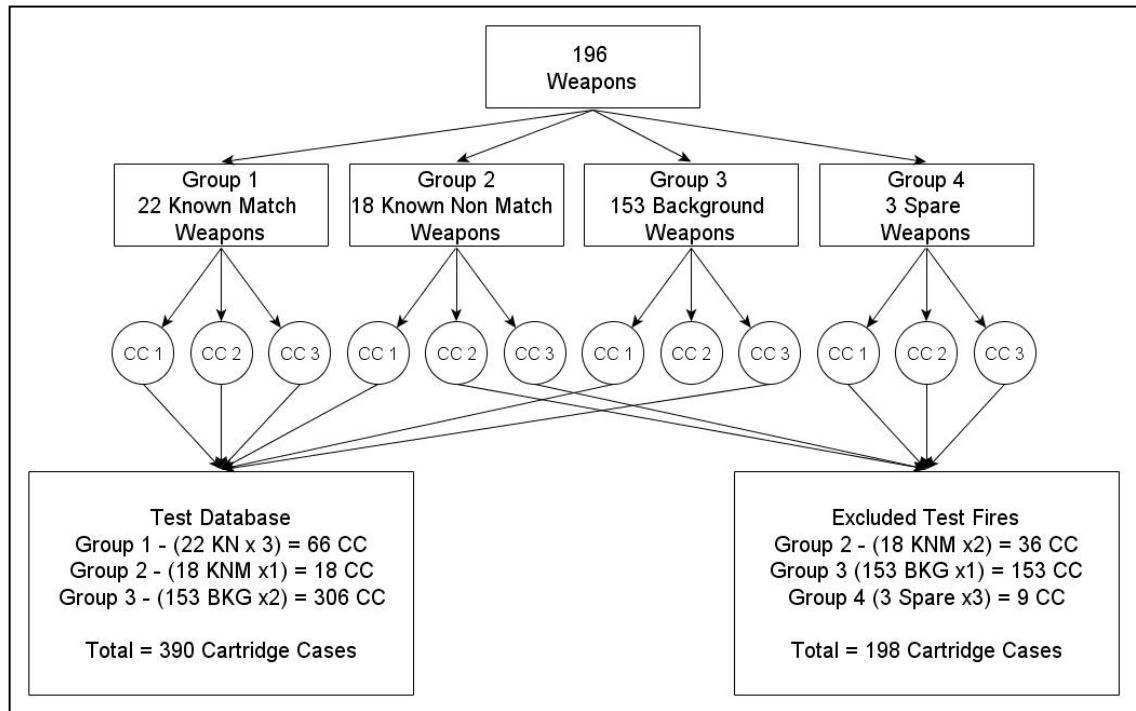 196
Weapons
Group 1
22 Known Match
Weapons
Group 2
18 Known Non Match
Weapons
Group 3
153 Background
Weapons
Group 4
3 Spare
Weapons
CC 1
CC 2
CC 3
CC 1
CC 2
CC 3
CC 1
CC 2
CC 3
CC 1
CC 2
CC 3
Test Database
Group 1 - (22 KN x 3) = 66 CC
Group 2 - (18 KNM x1) = 18 CC
Group 3 - (153 BKG x2) = 306 CC
Total = 390 Cartridge Cases
Excluded Test Fires
Group 2 - (18 KNM x2) = 36 CC
Group 3 (153 BKG x1) = 153 CC
Group 4 (3 Spare x3) = 9 CC
Total = 198 Cartridge Cases